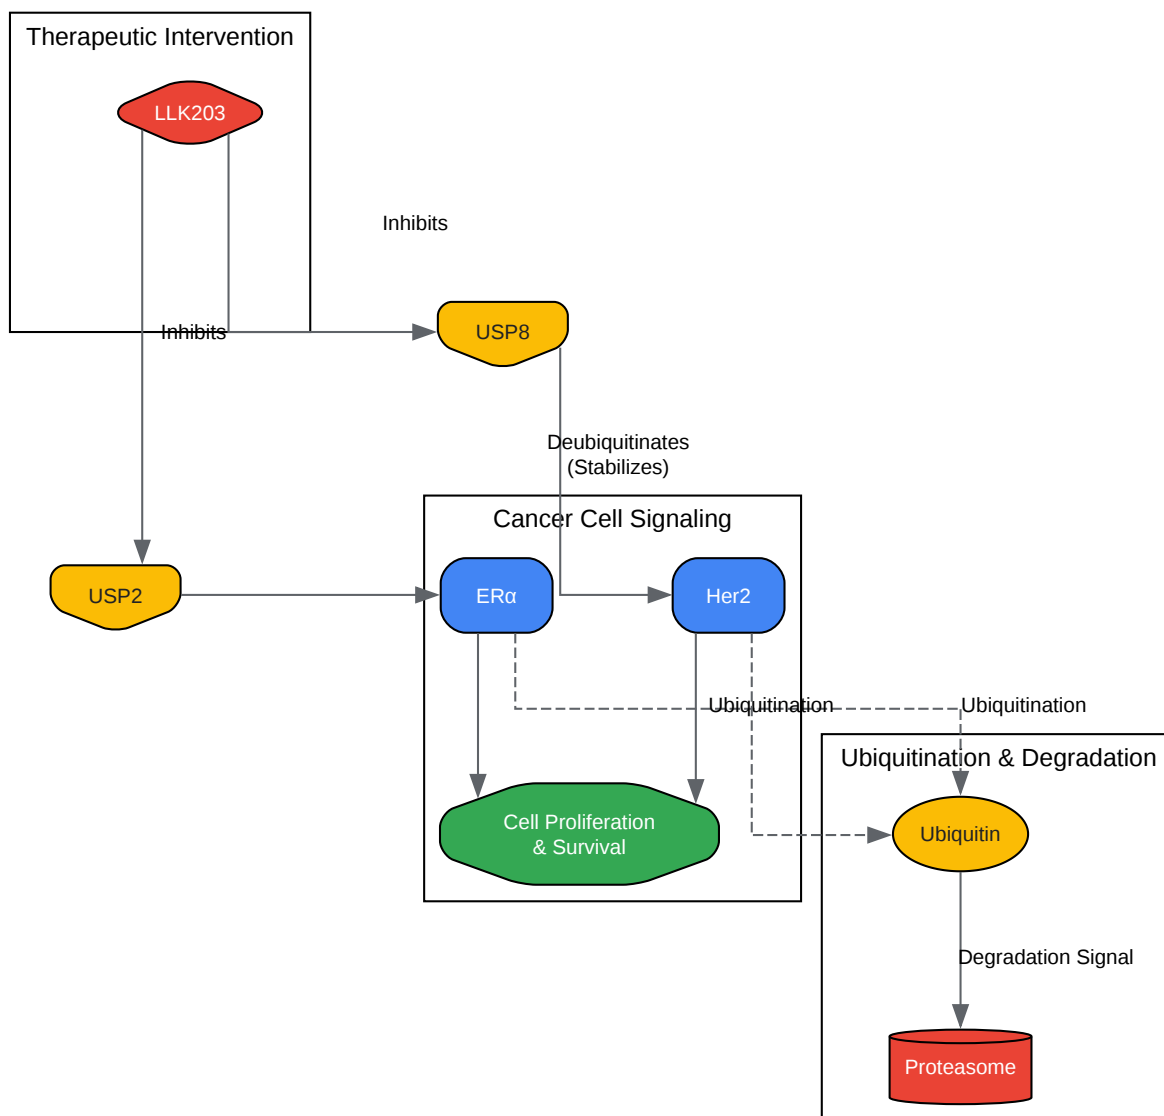 Therapeutic Intervention
LLK203
Inhibits
Inhibits
USP8
Deubiquitinates
(Stabilizes)
Cancer Cell Signaling
USP2
ERα
Her2
Ubiquitination
Ubiquitination
Ubiquitination & Degradation
Cell Proliferation
& Survival
Ubiquitin
Degradation Signal
Proteasome